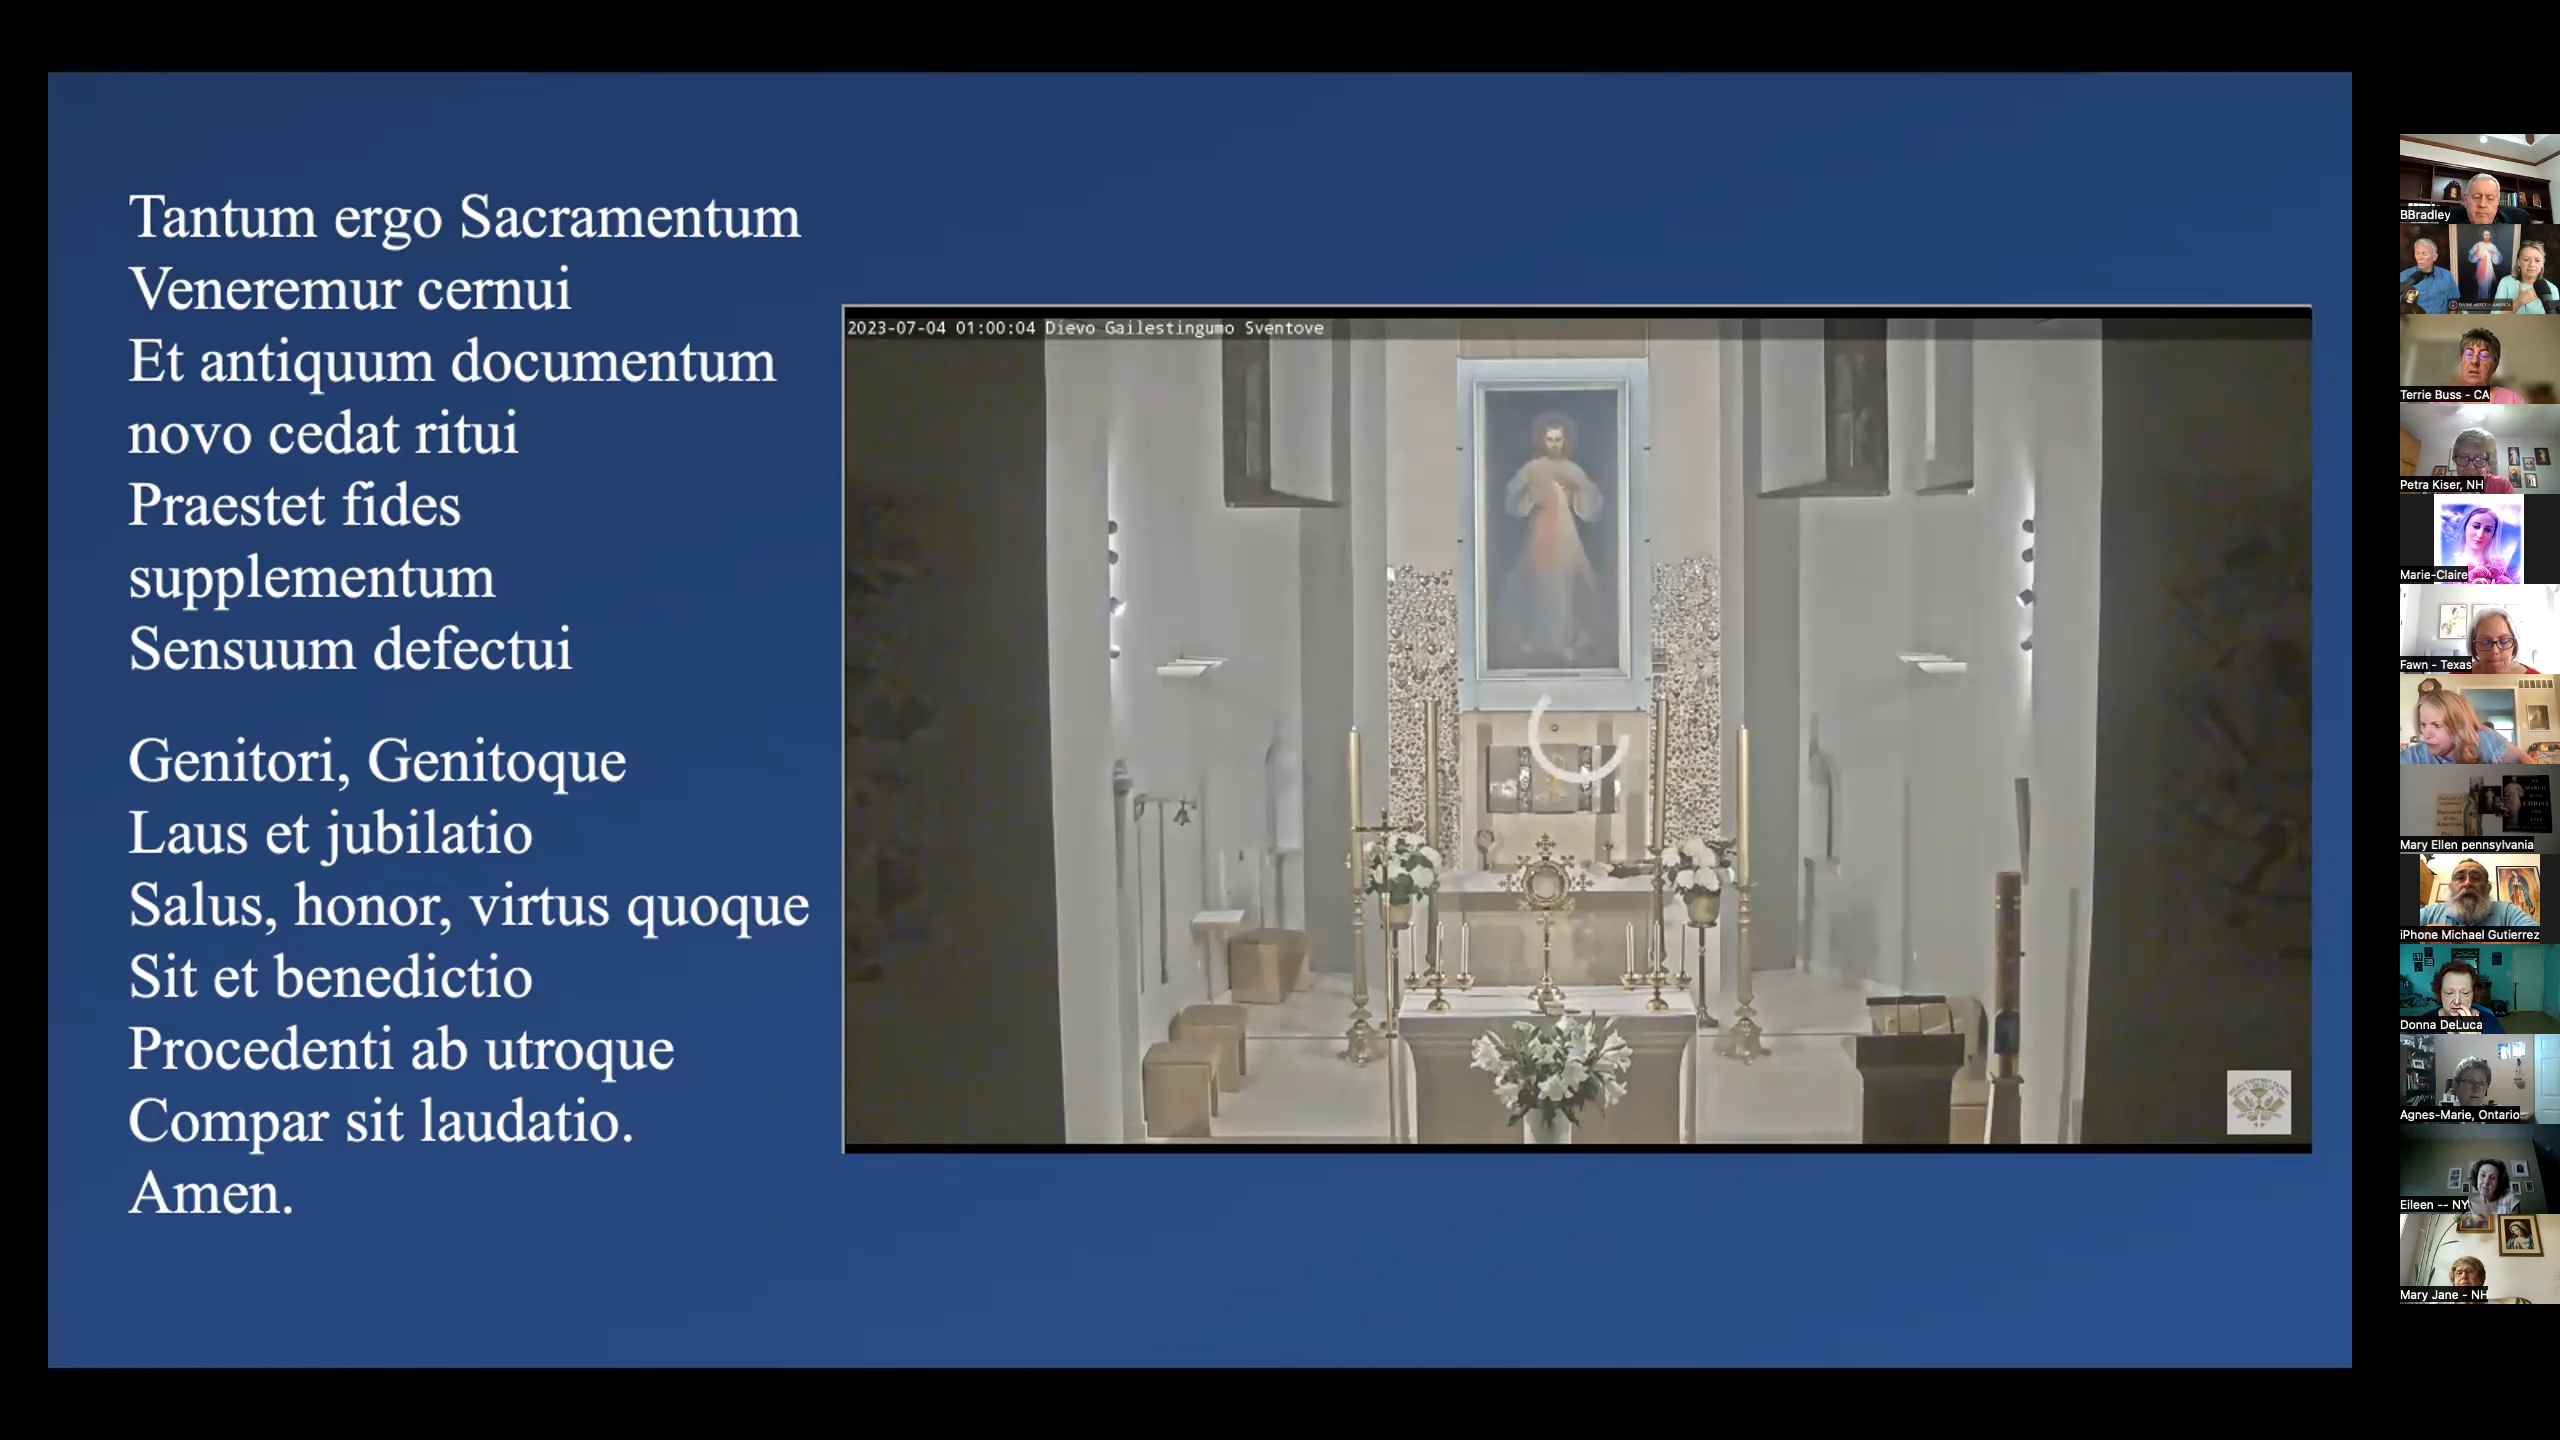 Tantum ergo Sacramentum
Veneremur cernui
Et antiquum documentum
novo cedat ritui
Praestet fides
supplementum
Sensuum defectui
Genitori, Genitoque
Laus et jubilatio
Salus, honor, virtus quoque
Sit et benedictio
Procedenti ab utroque
Compar sit laudatio.
Amen.
2023-07-04 01:00:04 Dievo Gailestingumo Sventove
BBradley
Terrie Buss - CA
Petra Kiser, NH
Marie-Claire
Fawn - Texas
Mary Ellen pennsylvania
iPhone Michael Gutierrez
Donna DeLuca
Agnes-Marie, Ontario
Eileen -- NY
Mary Jane - NH